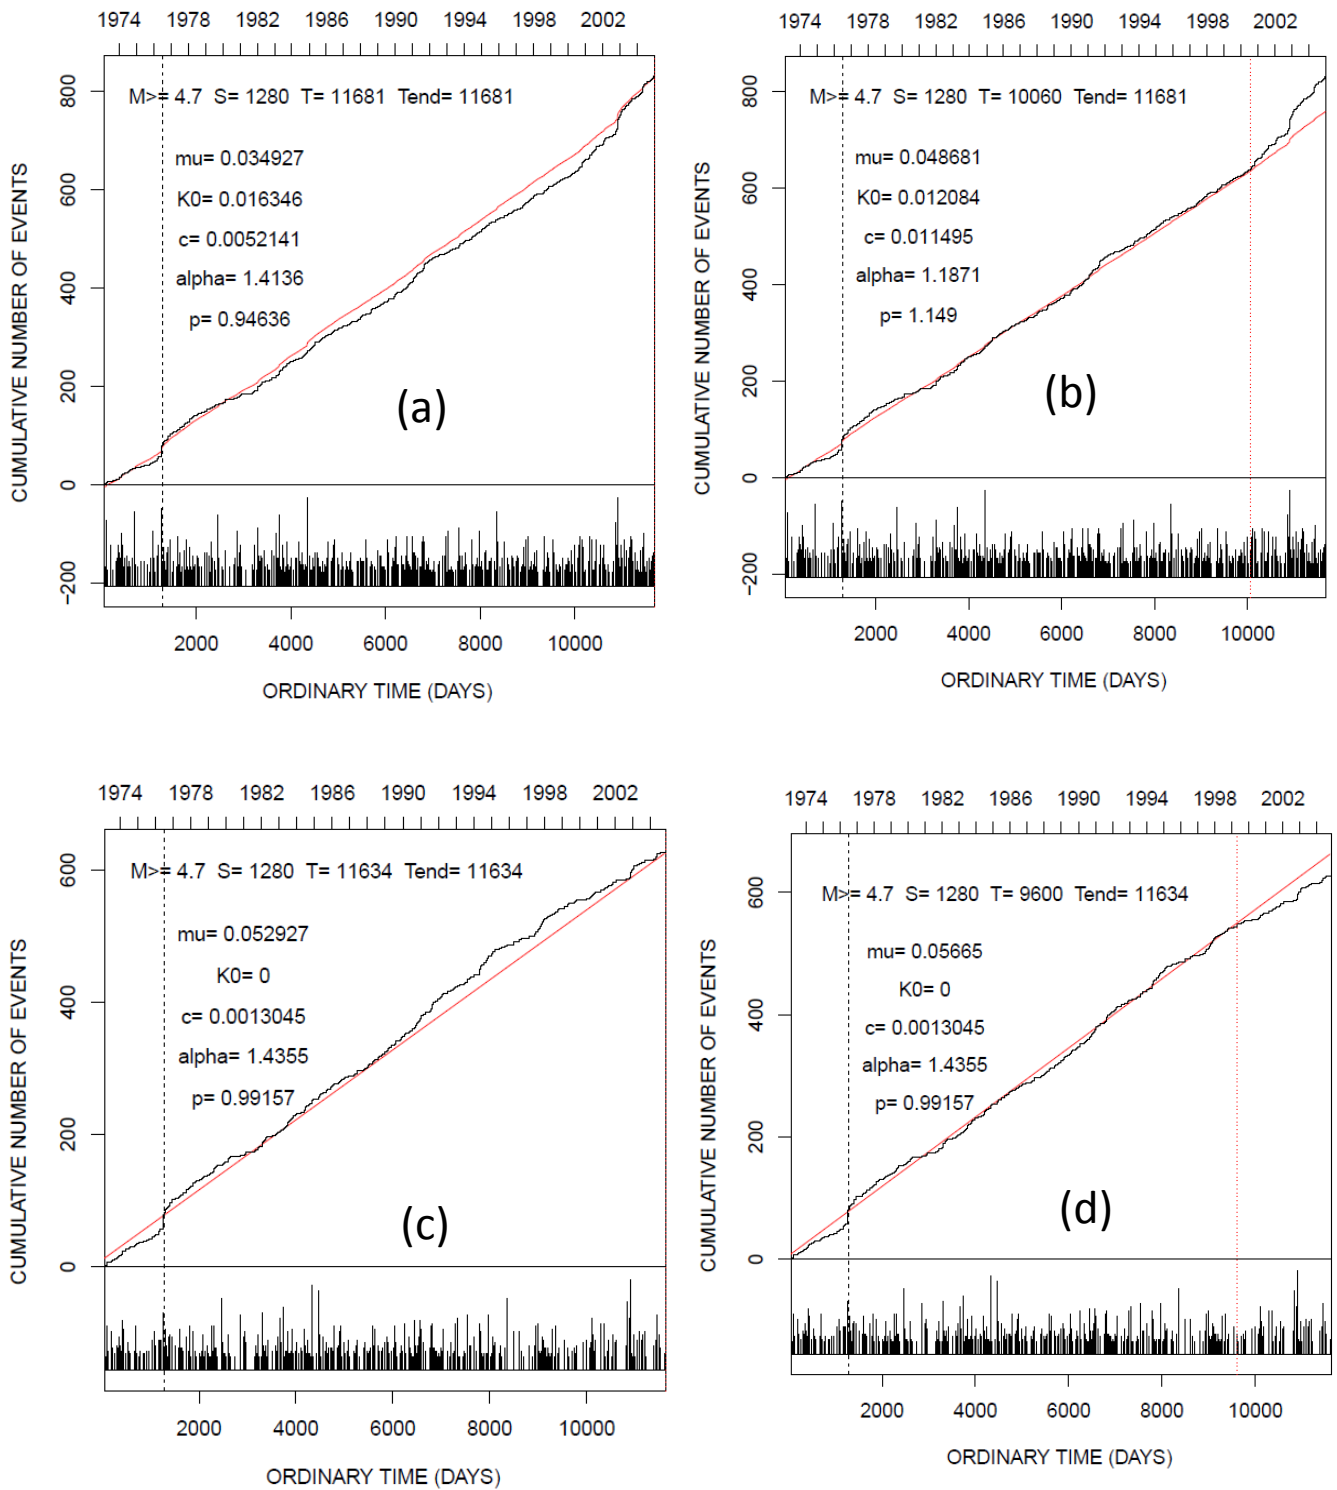 1974 1978 1982 1986 1990 1994 1998 2002
M>= 4.7 S= 1280 T= 11681 Tend= 11681
mu= 0.034927
K0= 0.016346
c= 0.0052141
alpha= 1.4136
p= 0.94636
(a)
CUMULATIVE NUMBER OF EVENTS
800
600
400
200
0
−200
2000 4000 6000 8000 10000
ORDINARY TIME (DAYS)
1974 1978 1982 1986 1990 1994 1998 2002
M>= 4.7 S= 1280 T= 10060 Tend= 11681
mu= 0.048681
K0= 0.012084
c= 0.011495
alpha= 1.1871
p= 1.149
(b)
CUMULATIVE NUMBER OF EVENTS
800
600
400
200
0
−200
2000 4000 6000 8000 10000
ORDINARY TIME (DAYS)
1974 1978 1982 1986 1990 1994 1998 2002
M>= 4.7 S= 1280 T= 11634 Tend= 11634
mu= 0.052927
K0= 0
c= 0.0013045
alpha= 1.4355
p= 0.99157
(c)
CUMULATIVE NUMBER OF EVENTS
600
400
200
0
2000 4000 6000 8000 10000
ORDINARY TIME (DAYS)
1974 1978 1982 1986 1990 1994 1998 2002
M>= 4.7 S= 1280 T= 9600 Tend= 11634
mu= 0.05665
K0= 0
c= 0.0013045
alpha= 1.4355
p= 0.99157
(d)
CUMULATIVE NUMBER OF EVENTS
600
400
200
0
2000 4000 6000 8000 10000
ORDINARY TIME (DAYS)